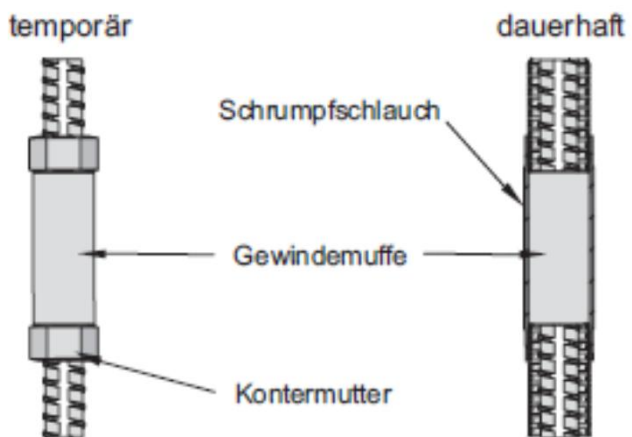 temporär
dauerhaft
Schrumpfschlauch
Gewindemuffe
Kontermutter